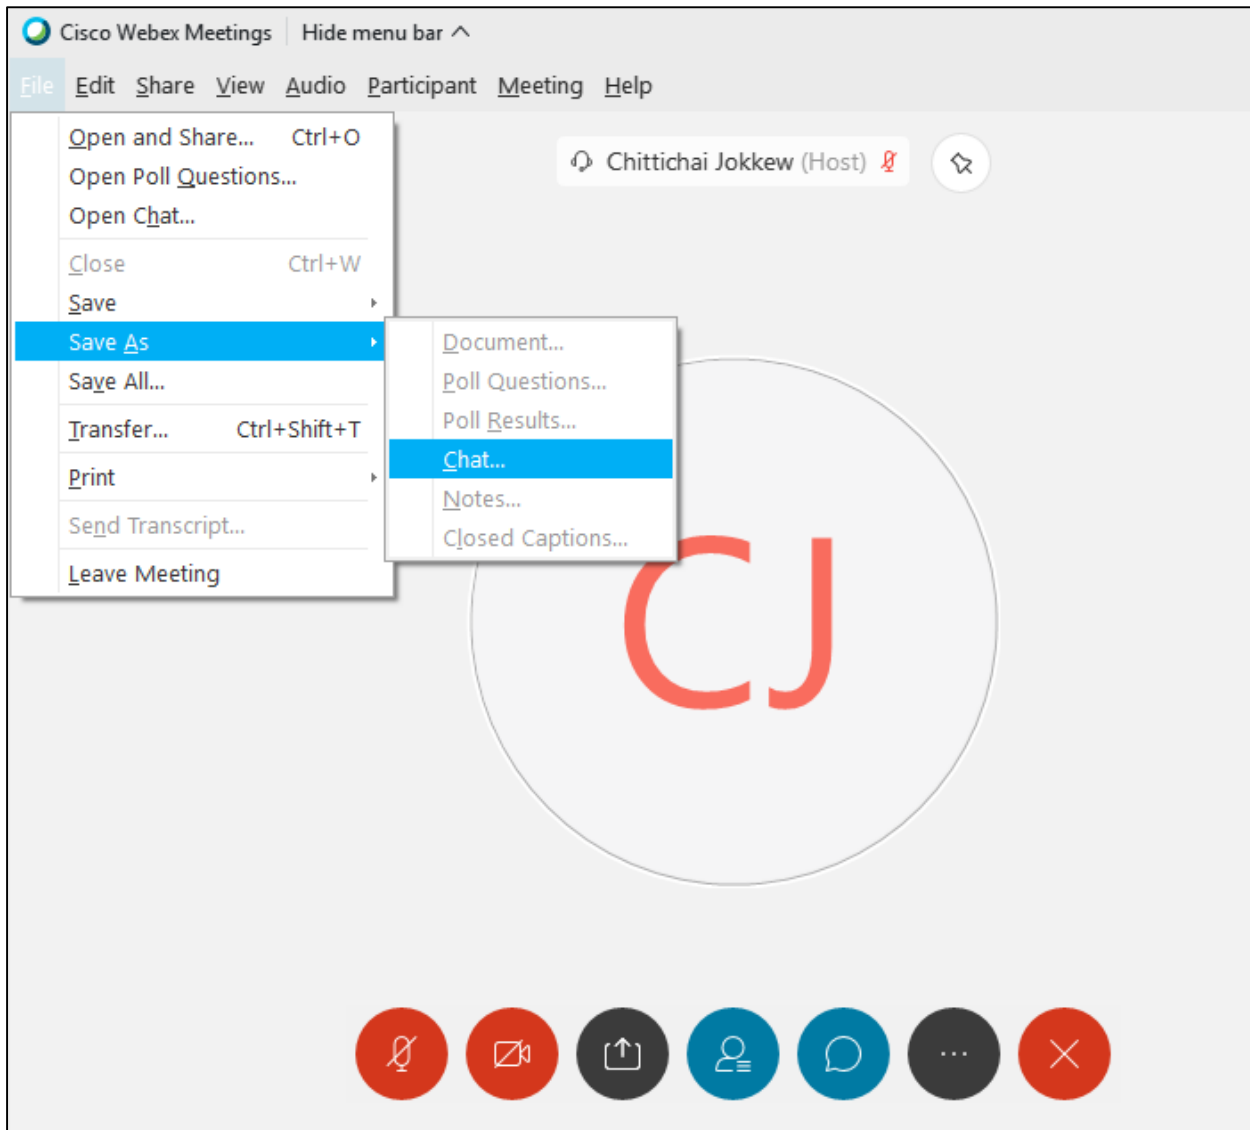 Cisco Webex Meetings Hide menu bar
File Edit Share View Audio Participant Meeting Help
Open and Share... Ctrl+O
Open Poll Questions...
Open Chat...
Close Ctrl+W
Save
Save As
Save All...
Transfer... Ctrl+Shift+T
Print
Send Transcript...
Leave Meeting
Document...
Poll Questions...
Poll Results...
Chat...
Notes...
Closed Captions...
Chittichai Jokkew (Host)
CJ